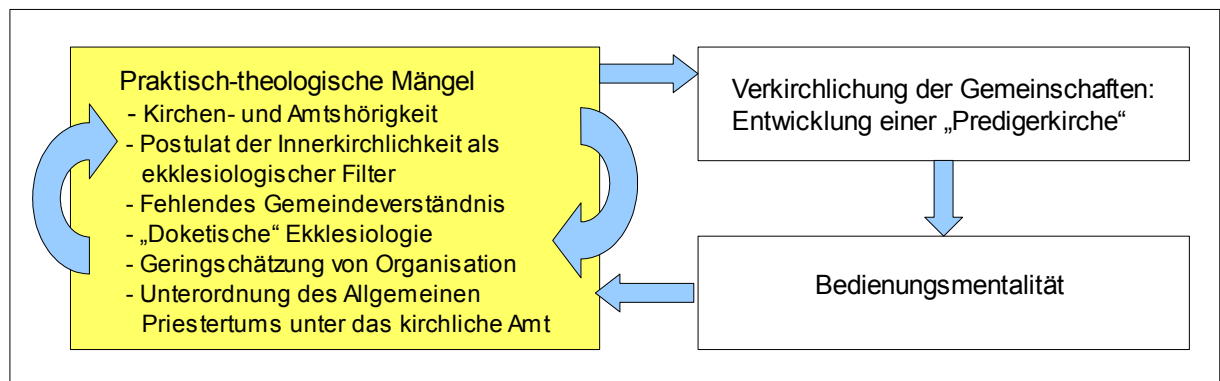 Praktisch-theologische Mängel
- Kirchen- und Amtshörigkeit
- Postulat der Innerkirchlichkeit als
ekklesiologischer Filter
- Fehlendes Gemeindeverständnis
- „Doketische“ Ekklesiologie
- Geringschätzung von Organisation
- Unterordnung des Allgemeinen
Priestertums unter das kirchliche Amt
Verkirchlichung der Gemeinschaften:
Entwicklung einer „Predigerkirche“
Bedienungsmentalität